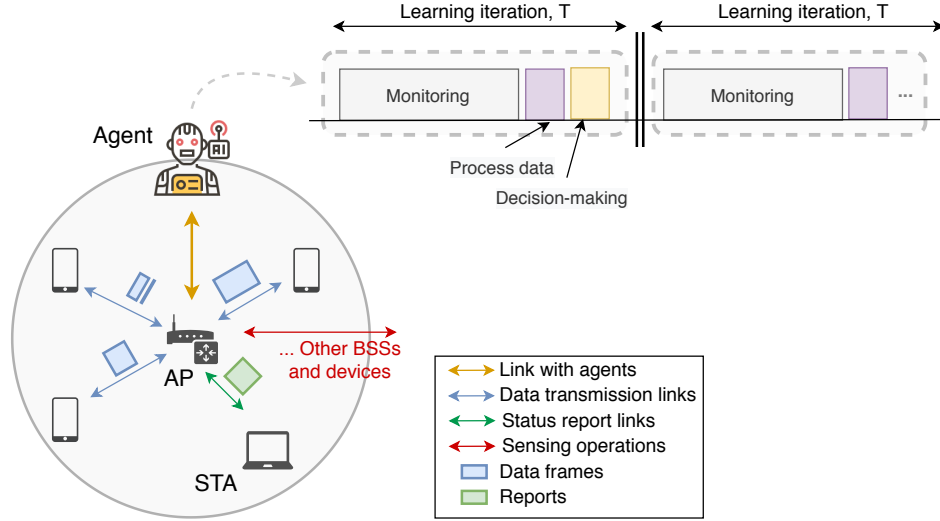 Learning iteration, T
Learning iteration, T
Monitoring
Monitoring
...
Process data
Decision-making
Agent
AI
AP
... Other BSSs
and devices
STA
Link with agents
Data transmission links
Status report links
Sensing operations
Data frames
Reports